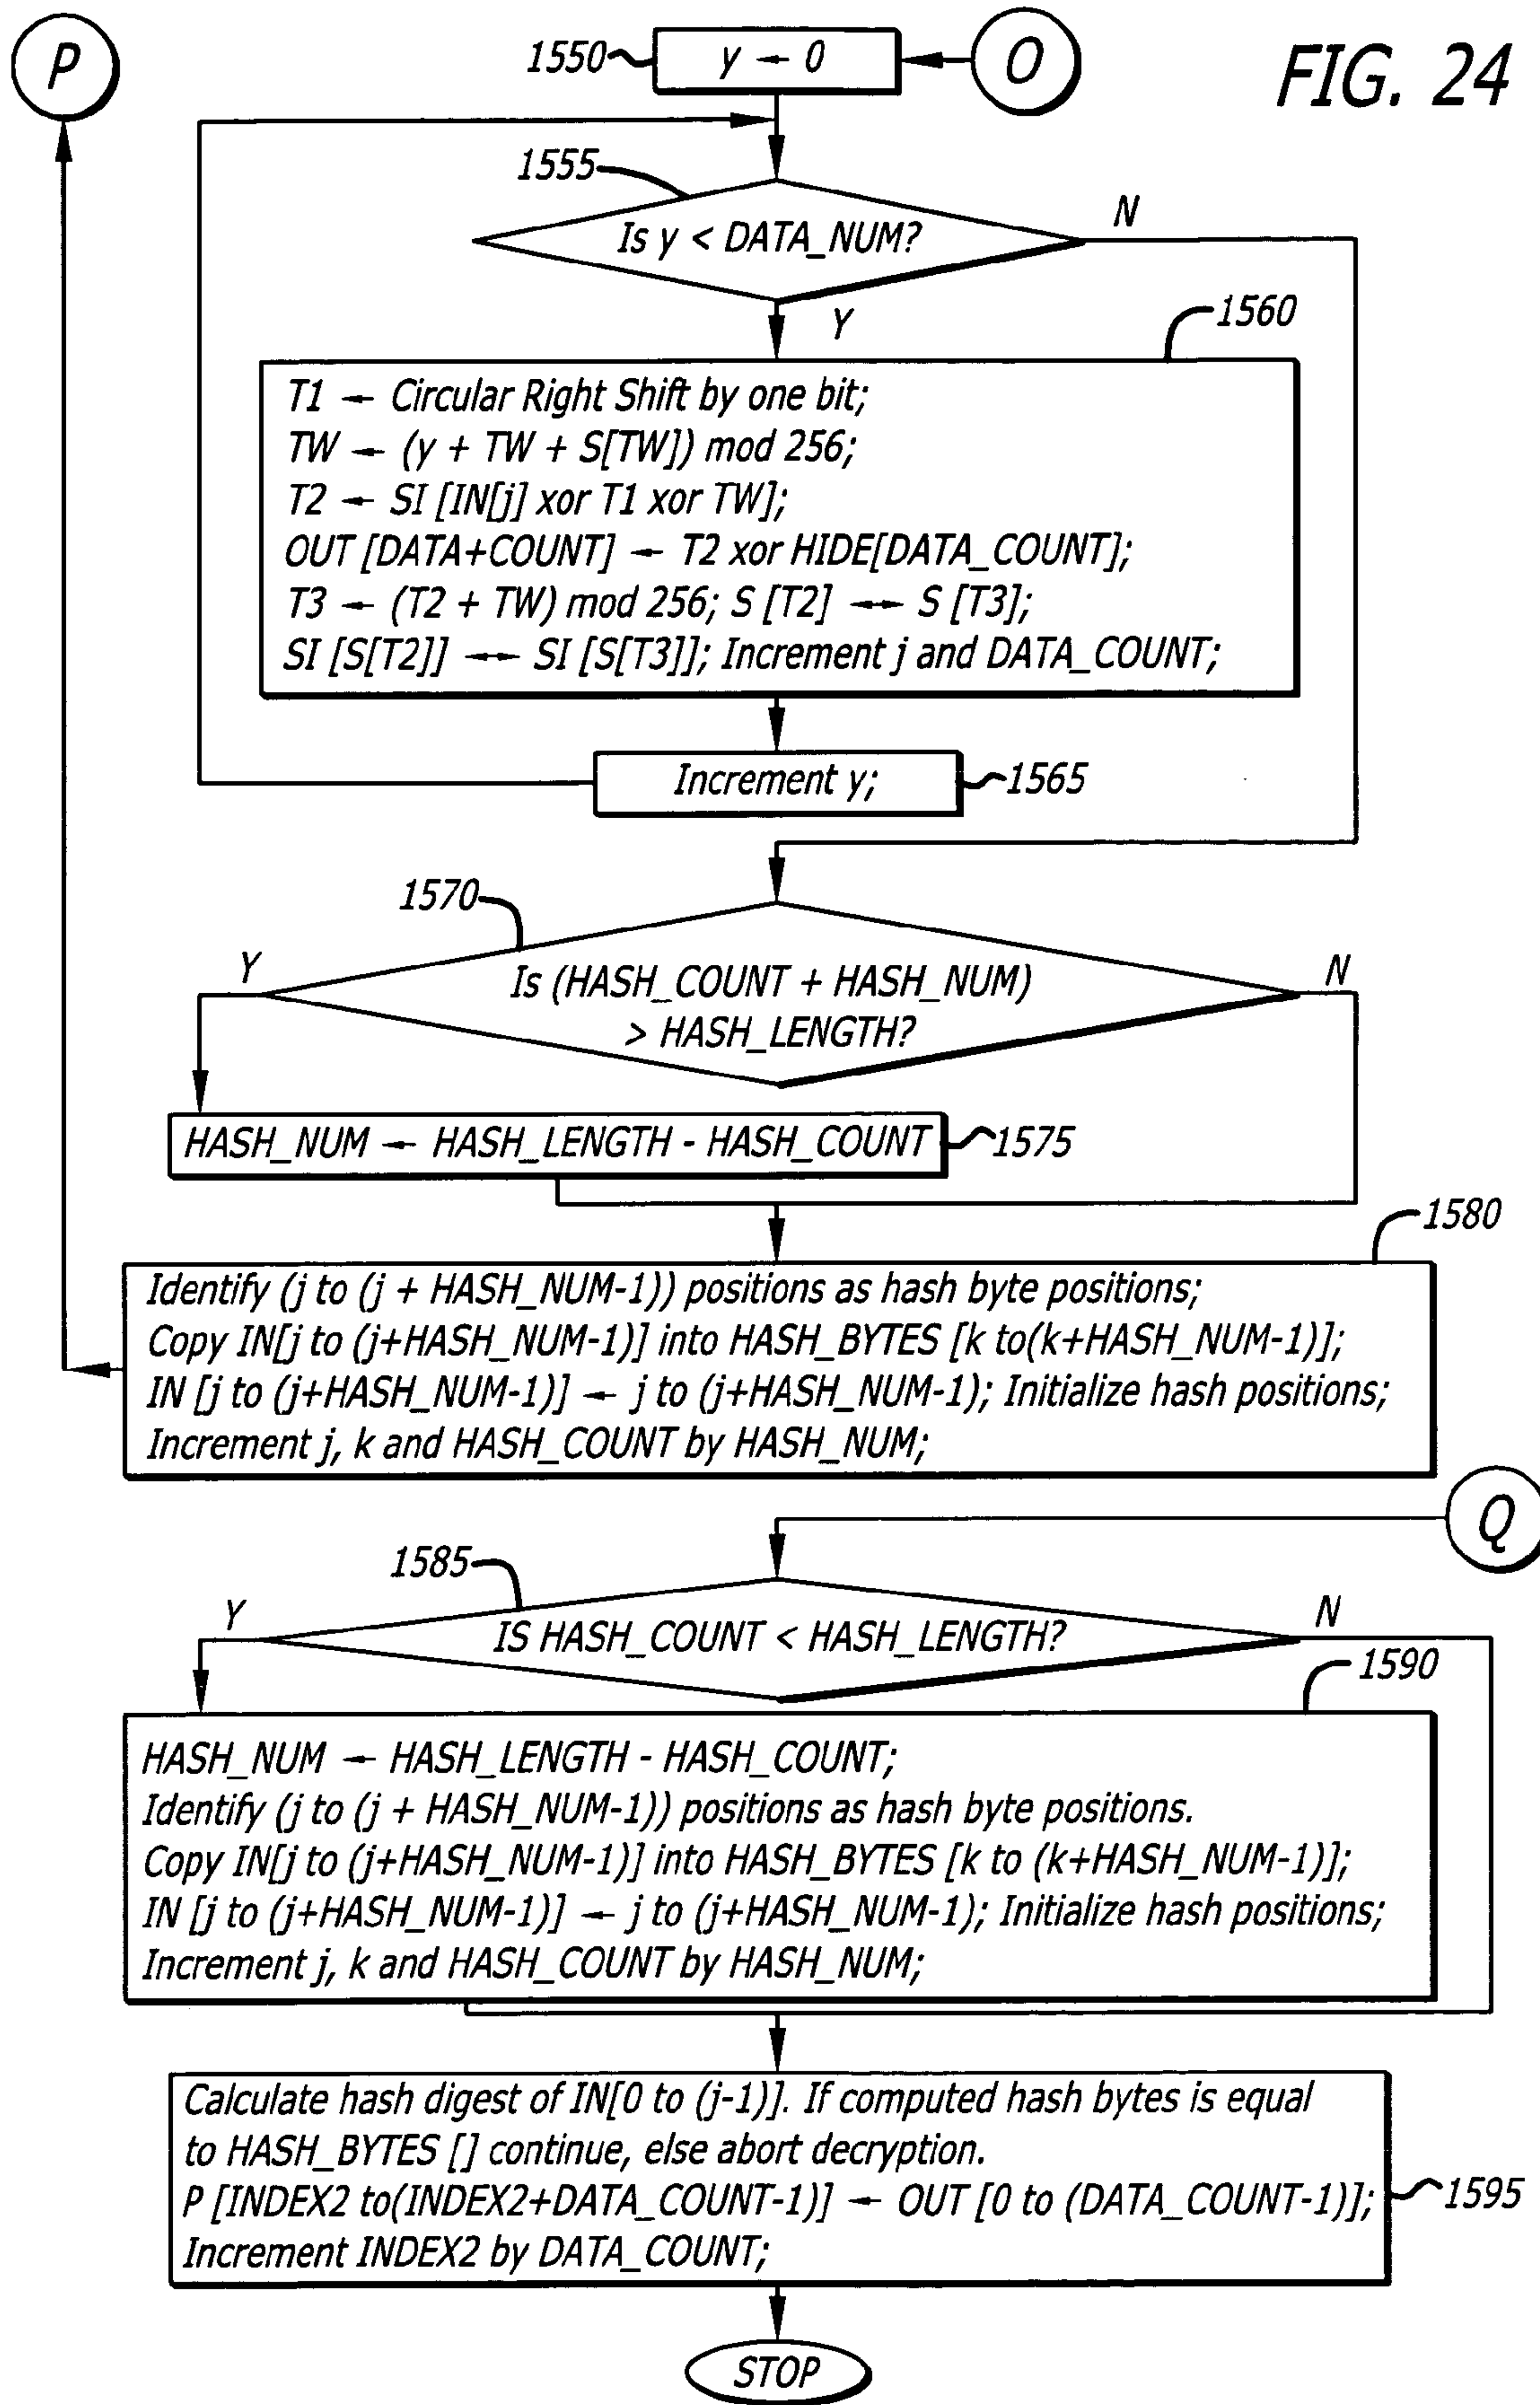 P
1550
y ← 0
O
FIG. 24
1555
Is y < DATA_NUM?
N
Y
1560
T1 ← Circular Right Shift by one bit;
TW ← (y + TW + S[TW]) mod 256;
T2 ← SI [IN[j] xor T1 xor TW];
OUT [DATA+COUNT] ← T2 xor HIDE[DATA_COUNT];
T3 ← (T2 + TW) mod 256; S [T2] ↔ S [T3];
SI [S[T2]] ↔ SI [S[T3]]; Increment j and DATA_COUNT;
Increment y;
1565
1570
Y
N
Is (HASH_COUNT + HASH_NUM)
> HASH_LENGTH?
HASH_NUM ← HASH_LENGTH - HASH_COUNT
1575
1580
Identify (j to (j + HASH_NUM-1)) positions as hash byte positions;
Copy IN[j to (j+HASH_NUM-1)] into HASH_BYTES [k to(k+HASH_NUM-1)];
IN [j to (j+HASH_NUM-1)] ← j to (j+HASH_NUM-1); Initialize hash positions;
Increment j, k and HASH_COUNT by HASH_NUM;
Q
1585
Y
N
IS HASH_COUNT < HASH_LENGTH?
1590
HASH_NUM ← HASH_LENGTH - HASH_COUNT;
Identify (j to (j + HASH_NUM-1)) positions as hash byte positions.
Copy IN[j to (j+HASH_NUM-1)] into HASH_BYTES [k to (k+HASH_NUM-1)];
IN [j to (j+HASH_NUM-1)] ← j to (j+HASH_NUM-1); Initialize hash positions;
Increment j, k and HASH_COUNT by HASH_NUM;
Calculate hash digest of IN[0 to (j-1)]. If computed hash bytes is equal
to HASH_BYTES [] continue, else abort decryption.
P [INDEX2 to(INDEX2+DATA_COUNT-1)] ← OUT [0 to (DATA_COUNT-1)];
Increment INDEX2 by DATA_COUNT;
1595
STOP